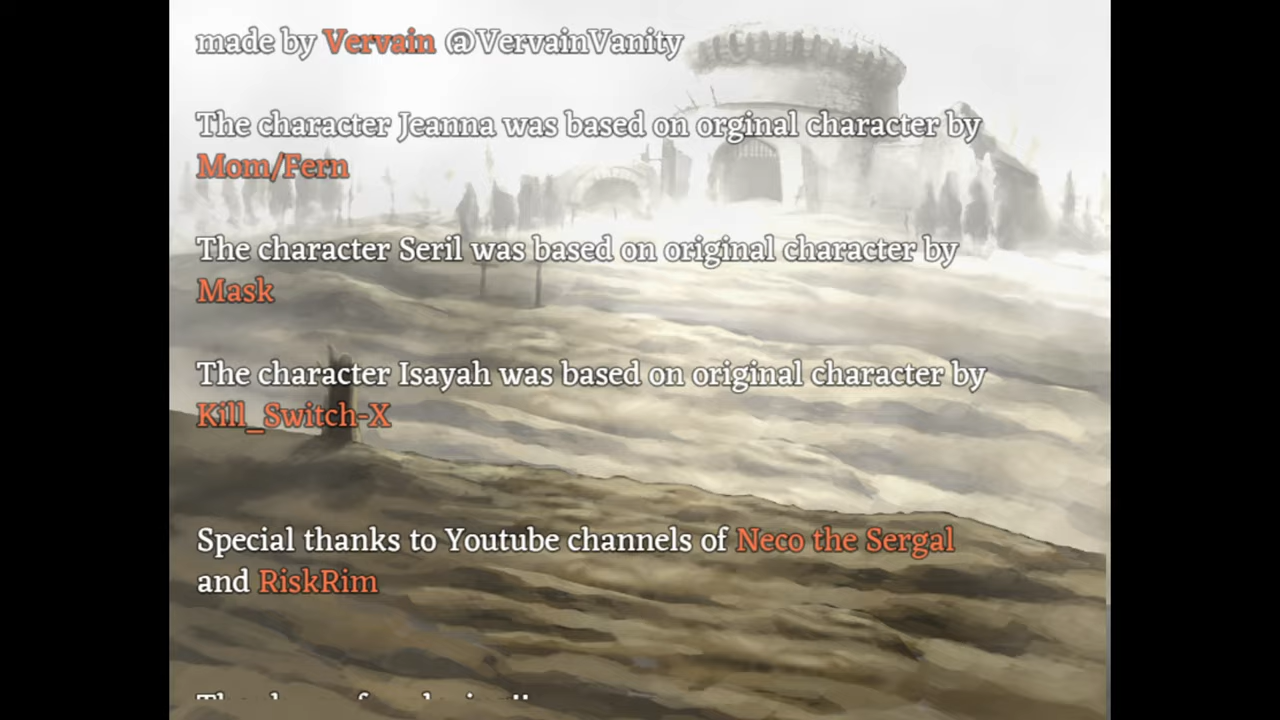 made by Vervain @VervainVanity
The character Jeanna was based on orginal character by
Mom/Fern
The character Seril was based on original character by
Mask
The character Isayah was based on original character by
Kill_Switch-X
Special thanks to Youtube channels of Neco the Sergal
and RiskRim